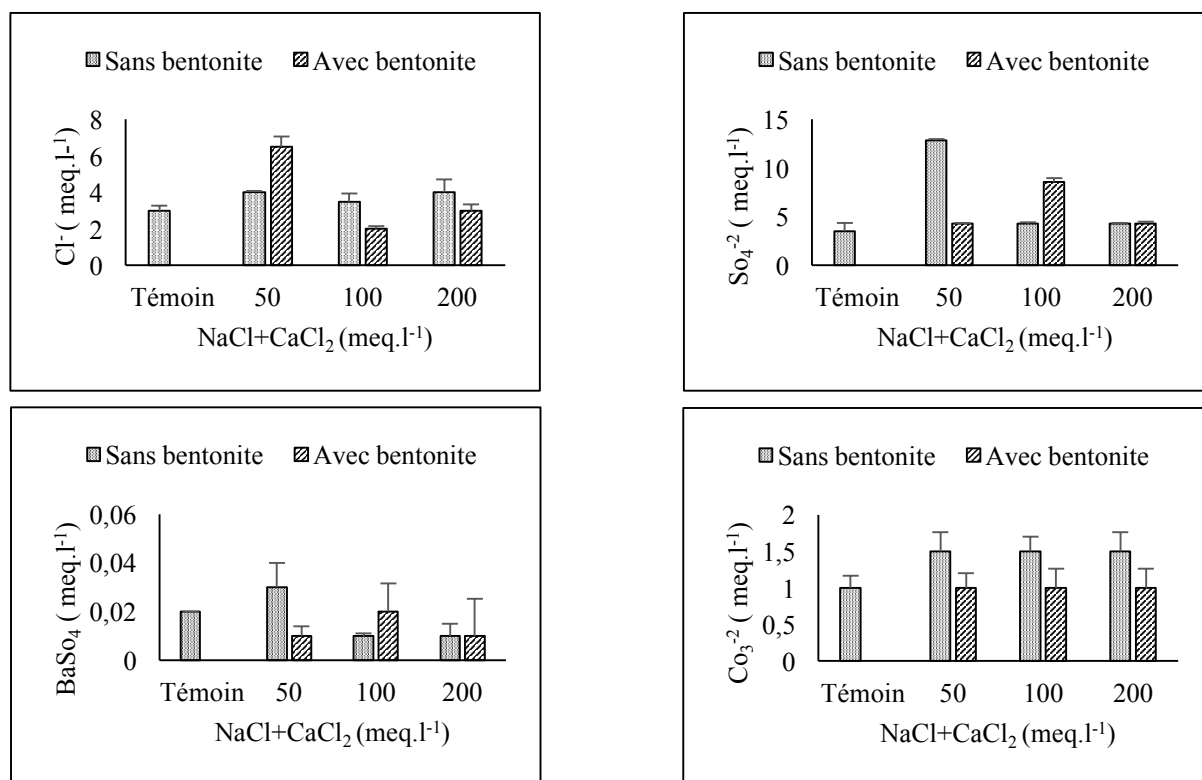 Sans bentonite Avec bentonite
8
6
4
2
0
Cl⁻ ( meq.l-¹)
Témoin 50 100 200
NaCl+CaCl₂ (meq.l⁻¹)
Sans bentonite Avec bentonite
15
10
5
0
So₄⁻² ( meq.l⁻¹)
Témoin 50 100 200
NaCl+CaCl₂ (meq.l⁻¹)
Sans bentonite Avec bentonite
0,06
0,04
0,02
0
BaSo₄ ( meq.l⁻¹)
Témoin 50 100 200
NaCl+CaCl₂ (meq.l⁻¹)
Sans bentonite Avec bentonite
2
1,5
1
0,5
0
Co₃⁻² ( meq.l⁻¹)
Témoin 50 100 200
NaCl+CaCl₂ (meq.l⁻¹)